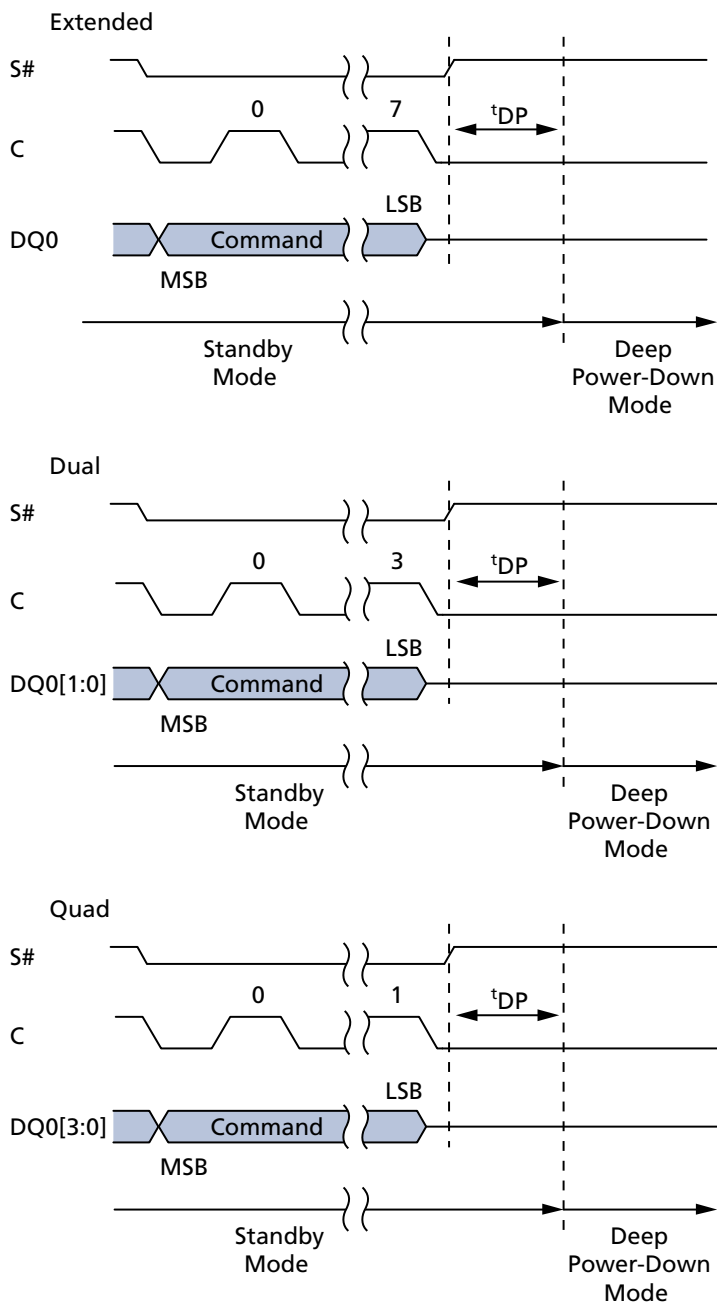 Extended
S#
0 7 tDP
C
LSB
DQ0 Command
MSB
Standby Deep
Mode Power-Down
Mode
Dual
S#
0 3 tDP
C
LSB
DQ0[1:0] Command
MSB
Standby Deep
Mode Power-Down
Mode
Quad
S#
0 1 tDP
C
LSB
DQ0[3:0] Command
MSB
Standby Deep
Mode Power-Down
Mode